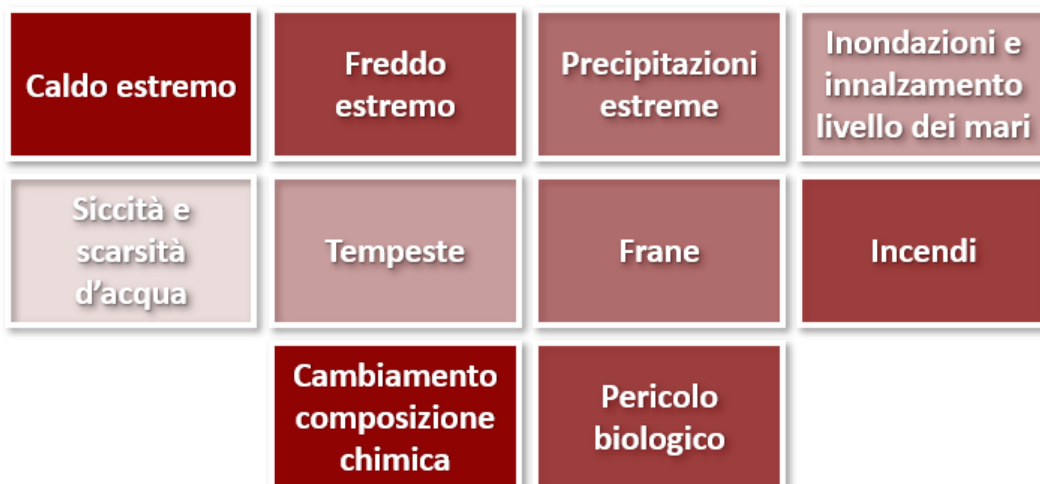 Caldo estremo
Freddo
estremo
Precipitazioni
estreme
Inondazioni e
innalzamento
livello dei mari
Siccità e
scarsità
d'acqua
Tempeste
Frane
Incendi
Cambiamento
composizione
chimica
Pericolo
biologico